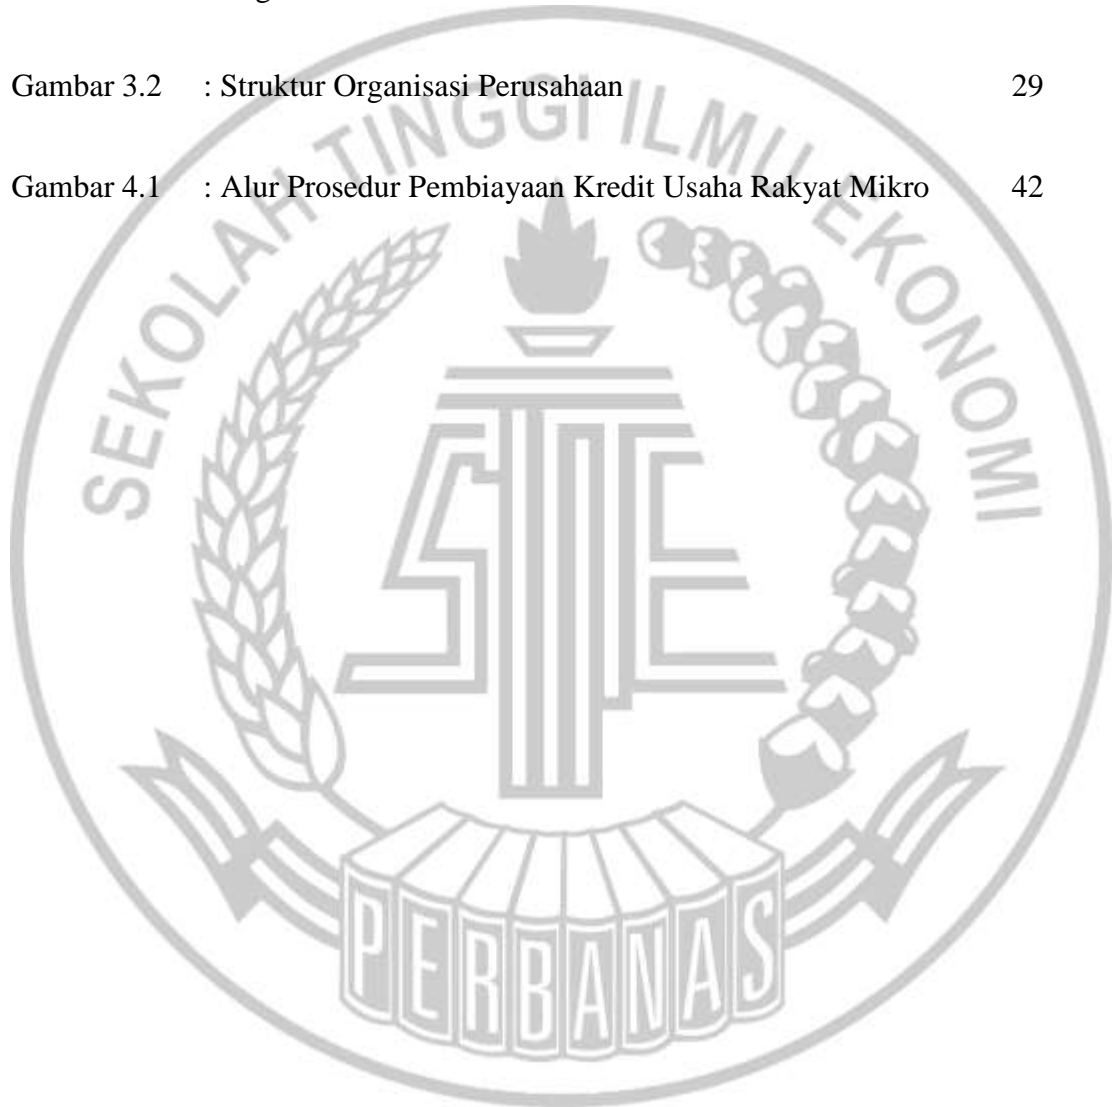 Gambar 3.2 : Struktur Organisasi Perusahaan 29
Gambar 4.1 : Alur Prosedur Pembiayaan Kredit Usaha Rakyat Mikro 42
SEKOLAH TINGGI ILMU EKONOMI
STIE
PERBANAS